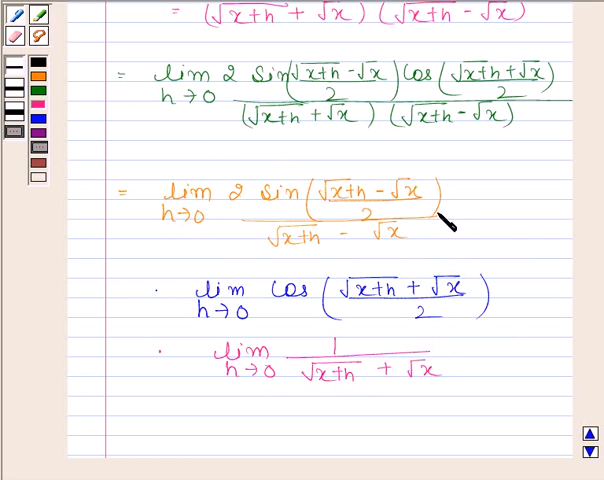 = (√x+h + √x) (√x+h - √x)
= lim 2 sin(√x+h - √x / 2) cos(√x+h + √x / 2)
h→0 (√x+h + √x) (√x+h - √x)
= lim 2 sin(√x+h - √x / 2)
h→0 √x+h - √x
. lim cos (√x+h + √x / 2)
h→0
. lim 1
h→0 √x+h + √x